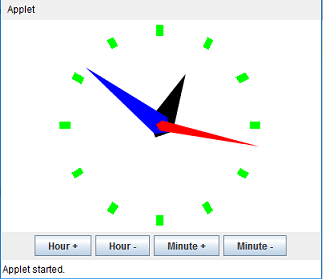 Applet
Hour + Hour - Minute + Minute -
Applet started.